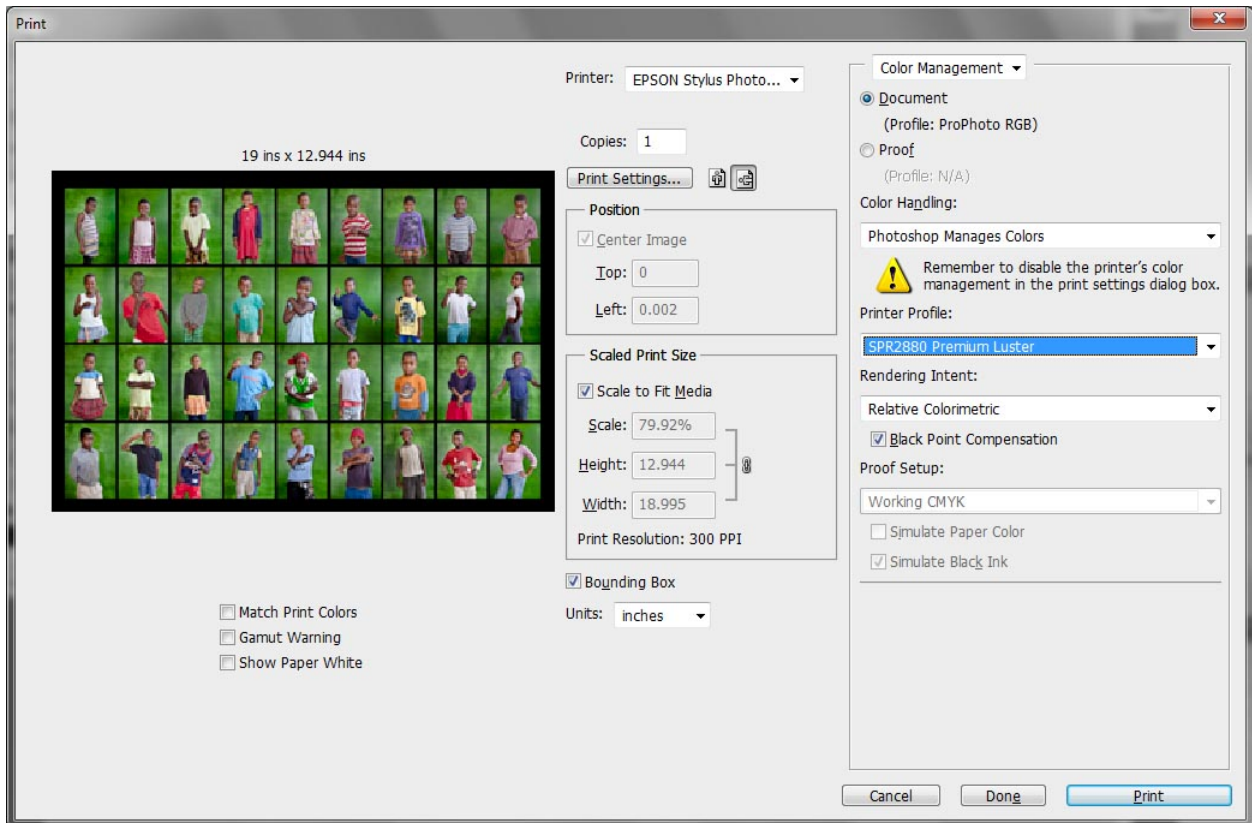 Print
19 ins x 12.944 ins
Match Print Colors
Gamut Warning
Show Paper White
Printer: EPSON Stylus Photo...
Copies: 1
Print Settings...
Position
Center Image
Top: 0
Left: 0.002
Scaled Print Size
Scale to Fit Media
Scale: 79.92%
Height: 12.944
Width: 18.995
Print Resolution: 300 PPI
Bounding Box
Units: inches
Color Management
Document
(Profile: ProPhoto RGB)
Proof
(Profile: N/A)
Color Handling:
Photoshop Manages Colors
Remember to disable the printer's color
management in the print settings dialog box.
Printer Profile:
SPR2880 Premium Luster
Rendering Intent:
Relative Colorimetric
Black Point Compensation
Proof Setup:
Working CMYK
Simulate Paper Color
Simulate Black Ink
Cancel
Done
Print